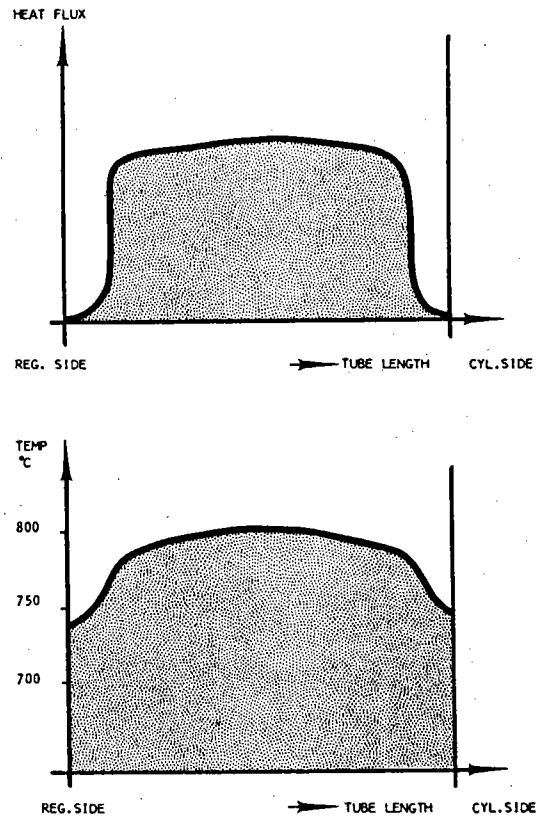 HEAT FLUX
REG. SIDE
TUBE LENGTH
CYL.SIDE
TEMP
°C
800
750
700
REG.SIDE
TUBE LENGTH
CYL.SIDE